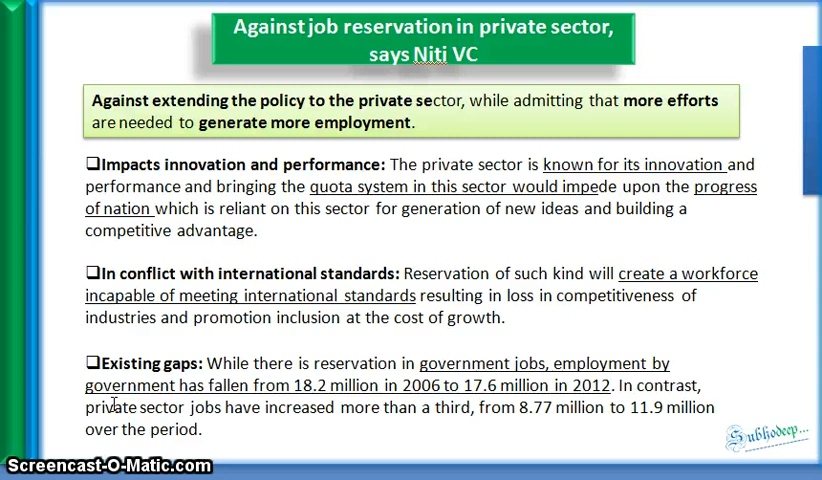 Against job reservation in private sector,
says Niti VC
Against extending the policy to the private sector, while admitting that more efforts
are needed to generate more employment.
❑Impacts innovation and performance: The private sector is known for its innovation and
performance and bringing the quota system in this sector would impede upon the progress
of nation which is reliant on this sector for generation of new ideas and building a
competitive advantage.
❑In conflict with international standards: Reservation of such kind will create a workforce
incapable of meeting international standards resulting in loss in competitiveness of
industries and promotion inclusion at the cost of growth.
❑Existing gaps: While there is reservation in government jobs, employment by
government has fallen from 18.2 million in 2006 to 17.6 million in 2012. In contrast,
private sector jobs have increased more than a third, from 8.77 million to 11.9 million
over the period.
Subhodeep...
Screencast-O-Matic.com